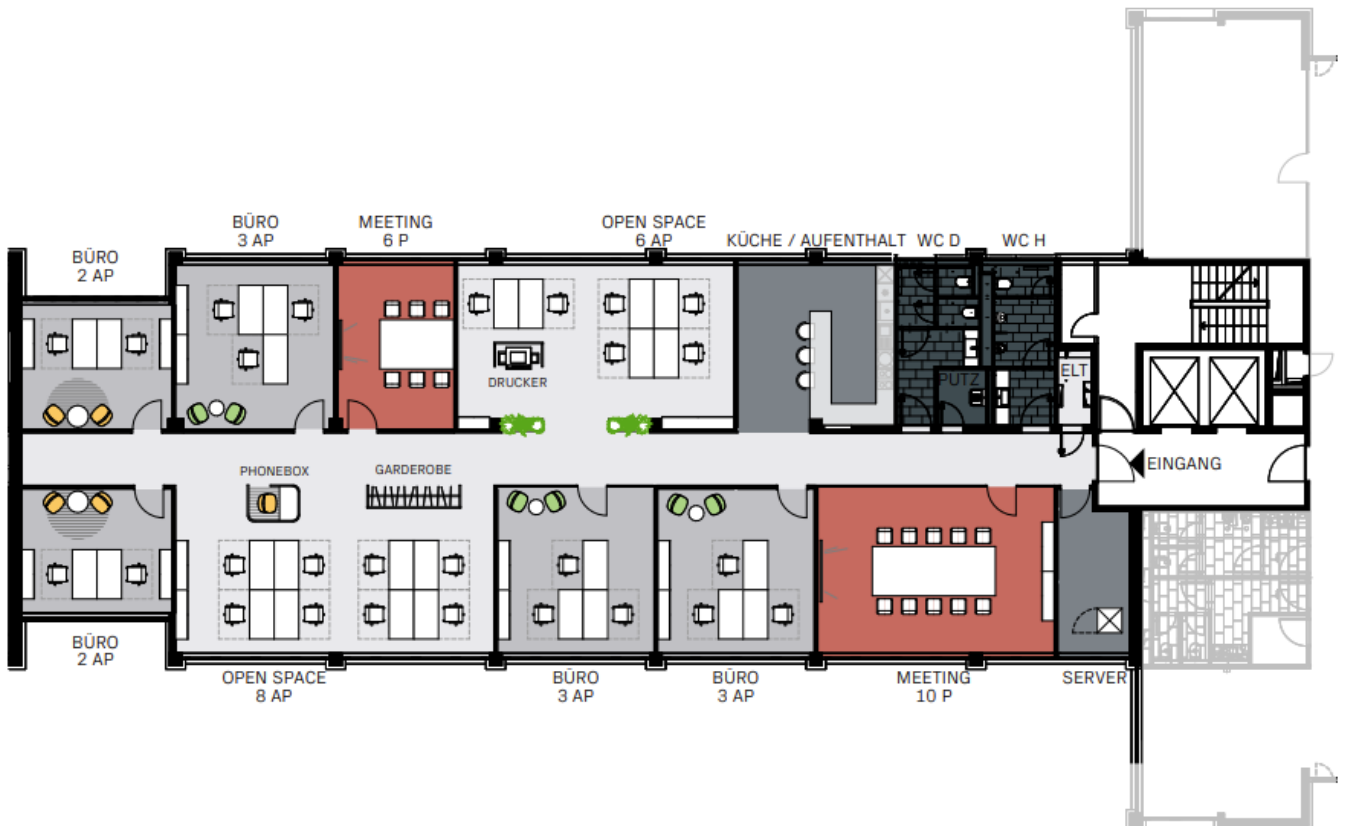 BÜRO
3 AP
MEETING
6 P
OPEN SPACE
6 AP
KÜCHE / AUFENTHALT
WC D
WC H
BÜRO
2 AP
DRUCKER
PUTZ
ELT
EINGANG
PHONEBOX
GARDEROBE
BÜRO
2 AP
OPEN SPACE
8 AP
BÜRO
3 AP
BÜRO
3 AP
MEETING
10 P
SERVER